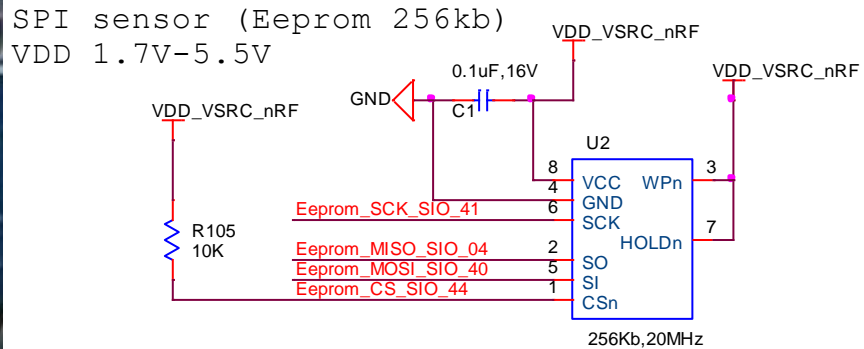 SPI sensor (Eeprom 256kb)
VDD 1.7V-5.5V
VDD_VSRC_nRF
0.1uF,16V
VDD_VSRC_nRF
GND
C1
VDD_VSRC_nRF
U2
8
VCC
WPn
3
4
GND
Eeprom_SCK_SIO_41
6
SCK
R105
10K
HOLDn
7
Eeprom_MISO_SIO_04
2
SO
Eeprom_MOSI_SIO_40
5
SI
Eeprom_CS_SIO_44
1
CSn
256Kb,20MHz